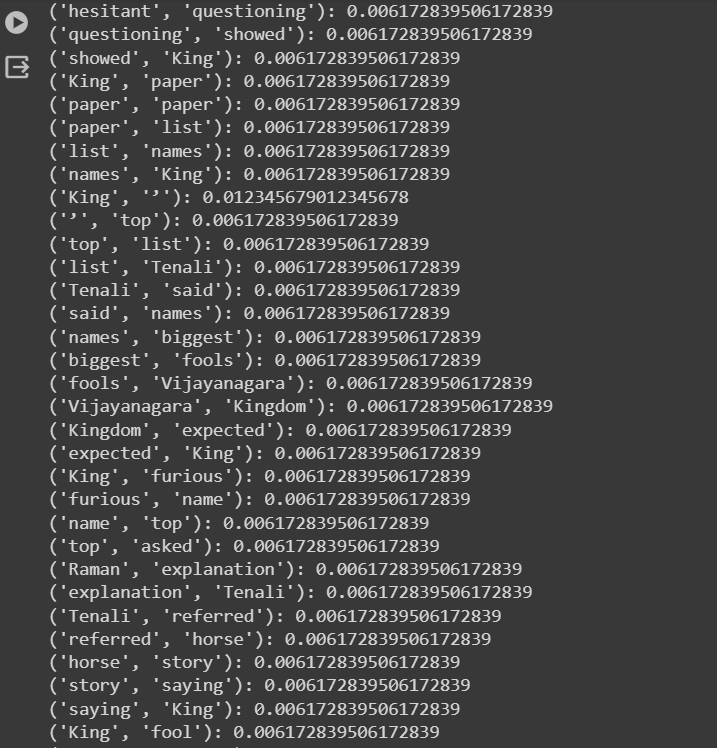 ('hesitant', 'questioning'): 0.006172839506172839
('questioning', 'showed'): 0.006172839506172839
('showed', 'King'): 0.006172839506172839
('King', 'paper'): 0.006172839506172839
('paper', 'paper'): 0.006172839506172839
('paper', 'list'): 0.006172839506172839
('list', 'names'): 0.006172839506172839
('names', 'King'): 0.006172839506172839
('King', '’'): 0.012345679012345678
('’', 'top'): 0.006172839506172839
('top', 'list'): 0.006172839506172839
('list', 'Tenali'): 0.006172839506172839
('Tenali', 'said'): 0.006172839506172839
('said', 'names'): 0.006172839506172839
('names', 'biggest'): 0.006172839506172839
('biggest', 'fools'): 0.006172839506172839
('fools', 'Vijayanagara'): 0.006172839506172839
('Vijayanagara', 'Kingdom'): 0.006172839506172839
('Kingdom', 'expected'): 0.006172839506172839
('expected', 'King'): 0.006172839506172839
('King', 'furious'): 0.006172839506172839
('furious', 'name'): 0.006172839506172839
('name', 'top'): 0.006172839506172839
('top', 'asked'): 0.006172839506172839
('Raman', 'explanation'): 0.006172839506172839
('explanation', 'Tenali'): 0.006172839506172839
('Tenali', 'referred'): 0.006172839506172839
('referred', 'horse'): 0.006172839506172839
('horse', 'story'): 0.006172839506172839
('story', 'saying'): 0.006172839506172839
('saying', 'King'): 0.006172839506172839
('King', 'fool'): 0.006172839506172839